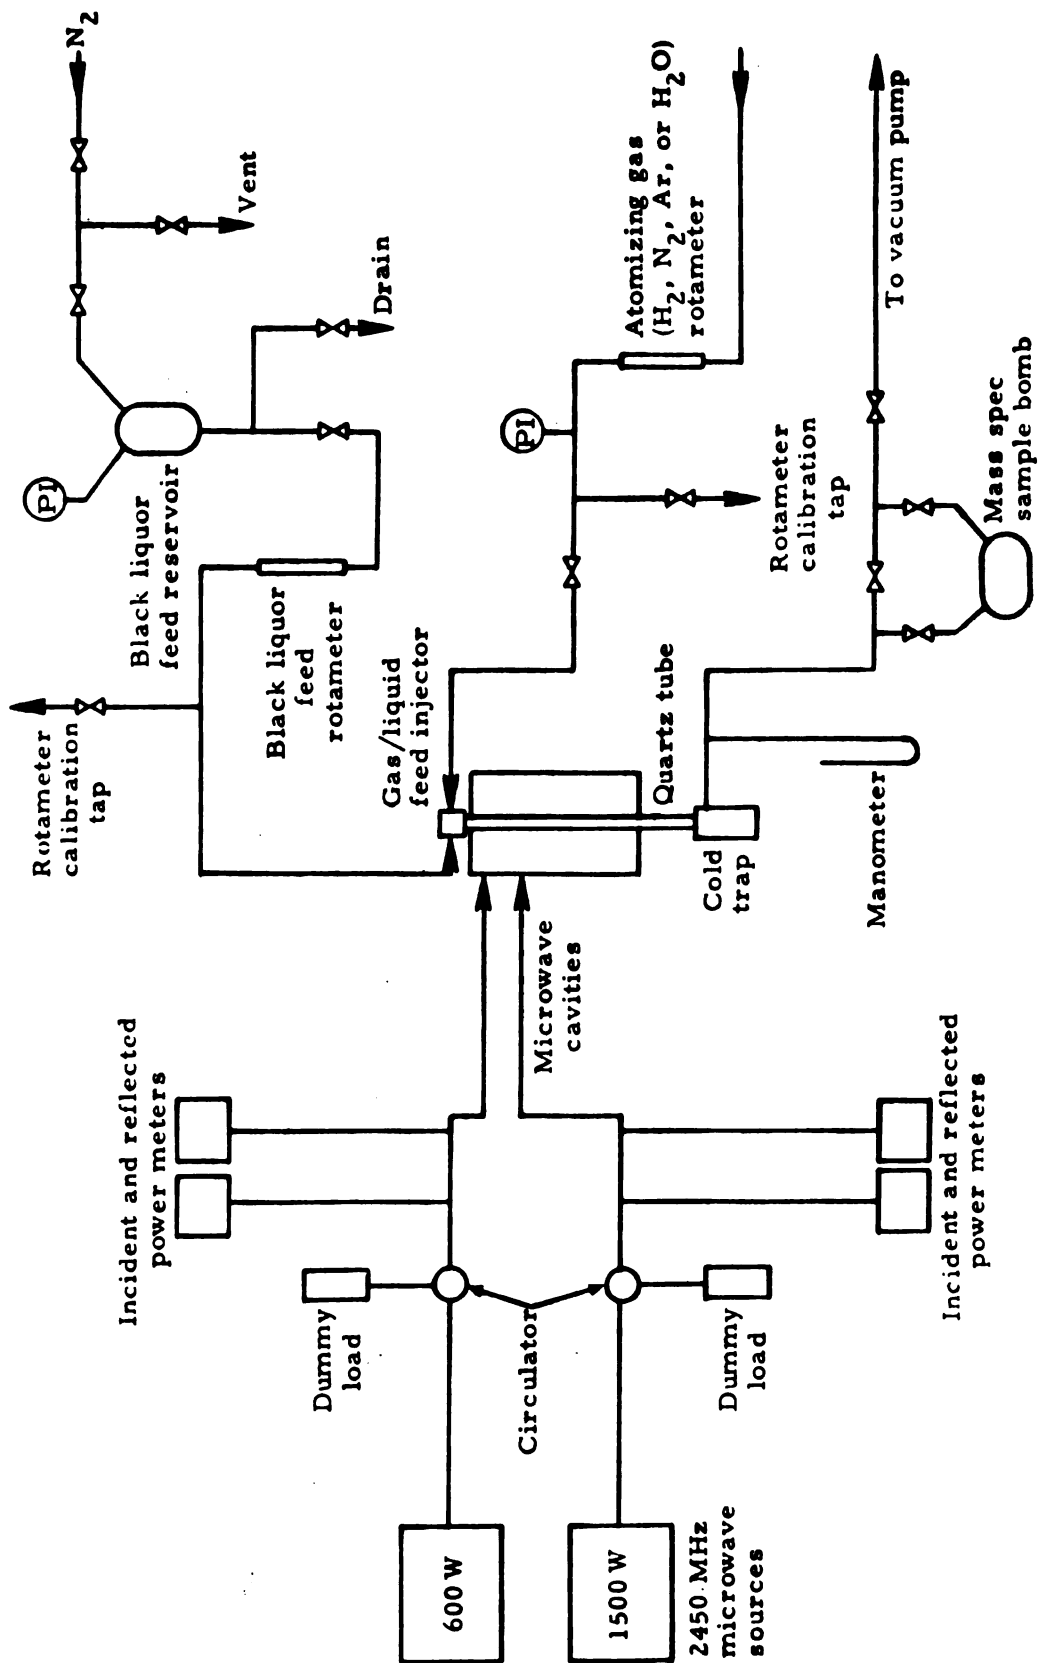 N2
Vent
Drain
PI
Black liquor
feed reservoir
Rotameter
calibration
tap
Black liquor
feed
rotameter
Atomizing gas
(H2, N2, Ar, or H2O)
rotameter
PI
Rotameter
calibration
tap
Gas/liquid
feed injector
Quartz tube
To vacuum pump
Mass spec
sample bomb
Manometer
Cold
trap
Microwave
cavities
Incident and reflected
power meters
Incident and reflected
power meters
Dummy
load
Circulator
Dummy
load
600 W
1500 W
2450 MHz
microwave
sources